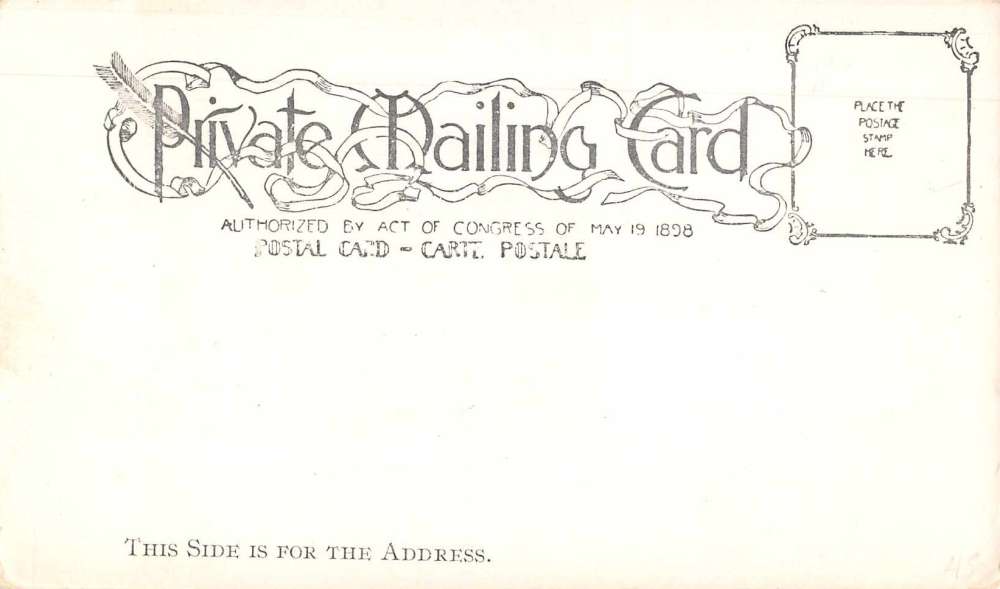 Private Mailing Card
PLACE THE
POSTAGE
STAMP
HERE
AUTHORIZED BY ACT OF CONGRESS OF MAY 19 1898
POSTAL CARD - CARTE POSTALE
THIS SIDE IS FOR THE ADDRESS.
45